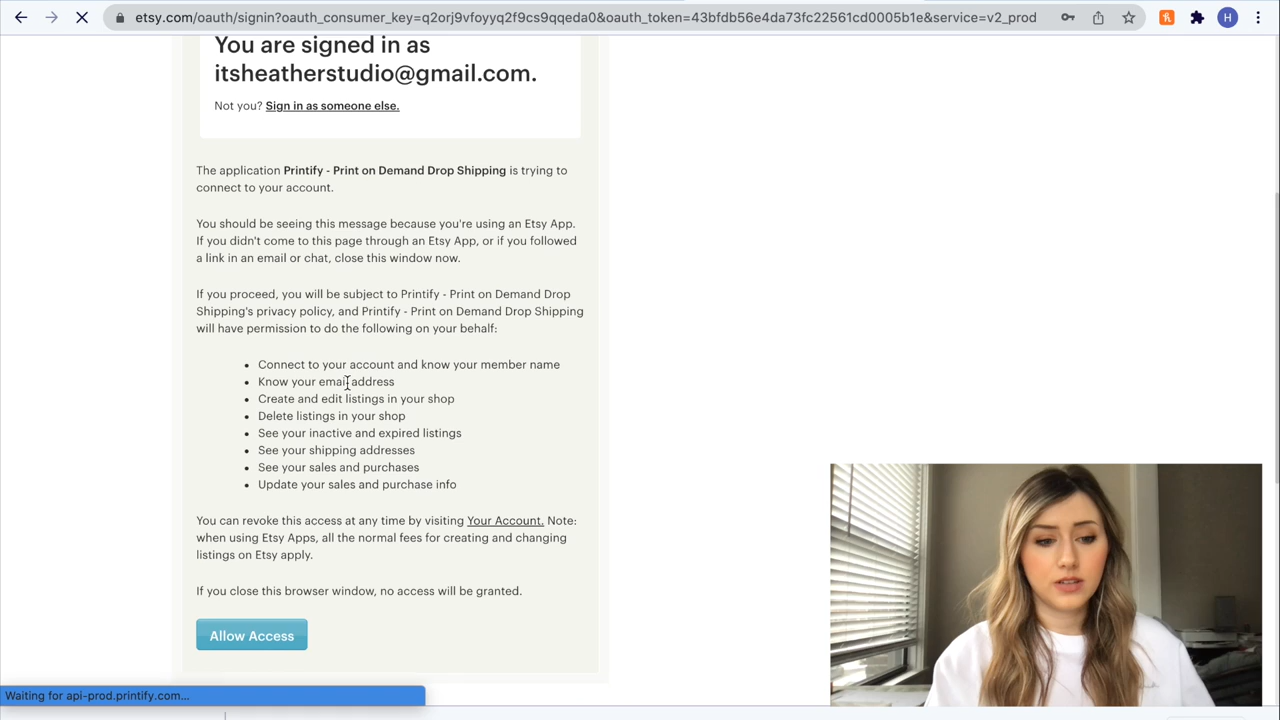 etsy.com/oauth/signin?oauth_consumer_key=q2orj9vfoyyq2f9cs9qqeda0&oauth_token=43bfdb56e4da73fc22561cd0005b1e&service=v2_prod
H
You are signed in as
itsheatherstudio@gmail.com.
Not you? Sign in as someone else.
The application Printify - Print on Demand Drop Shipping is trying to
connect to your account.
You should be seeing this message because you're using an Etsy App.
If you didn't come to this page through an Etsy App, or if you followed
a link in an email or chat, close this window now.
If you proceed, you will be subject to Printify - Print on Demand Drop
Shipping's privacy policy, and Printify - Print on Demand Drop Shipping
will have permission to do the following on your behalf:
• Connect to your account and know your member name
• Know your email address
• Create and edit listings in your shop
• Delete listings in your shop
• See your inactive and expired listings
• See your shipping addresses
• See your sales and purchases
• Update your sales and purchase info
You can revoke this access at any time by visiting Your Account. Note:
when using Etsy Apps, all the normal fees for creating and changing
listings on Etsy apply.
If you close this browser window, no access will be granted.
Allow Access
Waiting for api-prod.printify.com...